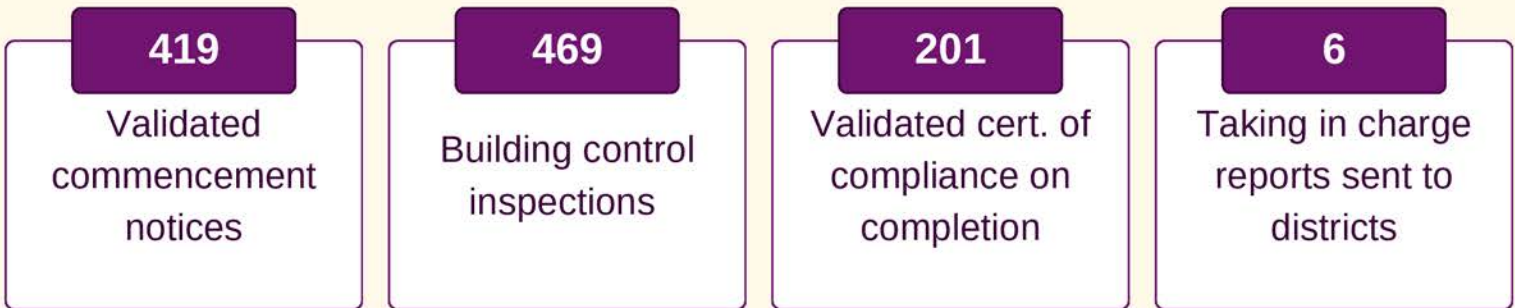 419
Validated
commencement
notices
469
Building control
inspections
201
Validated cert. of
compliance on
completion
6
Taking in charge
reports sent to
districts